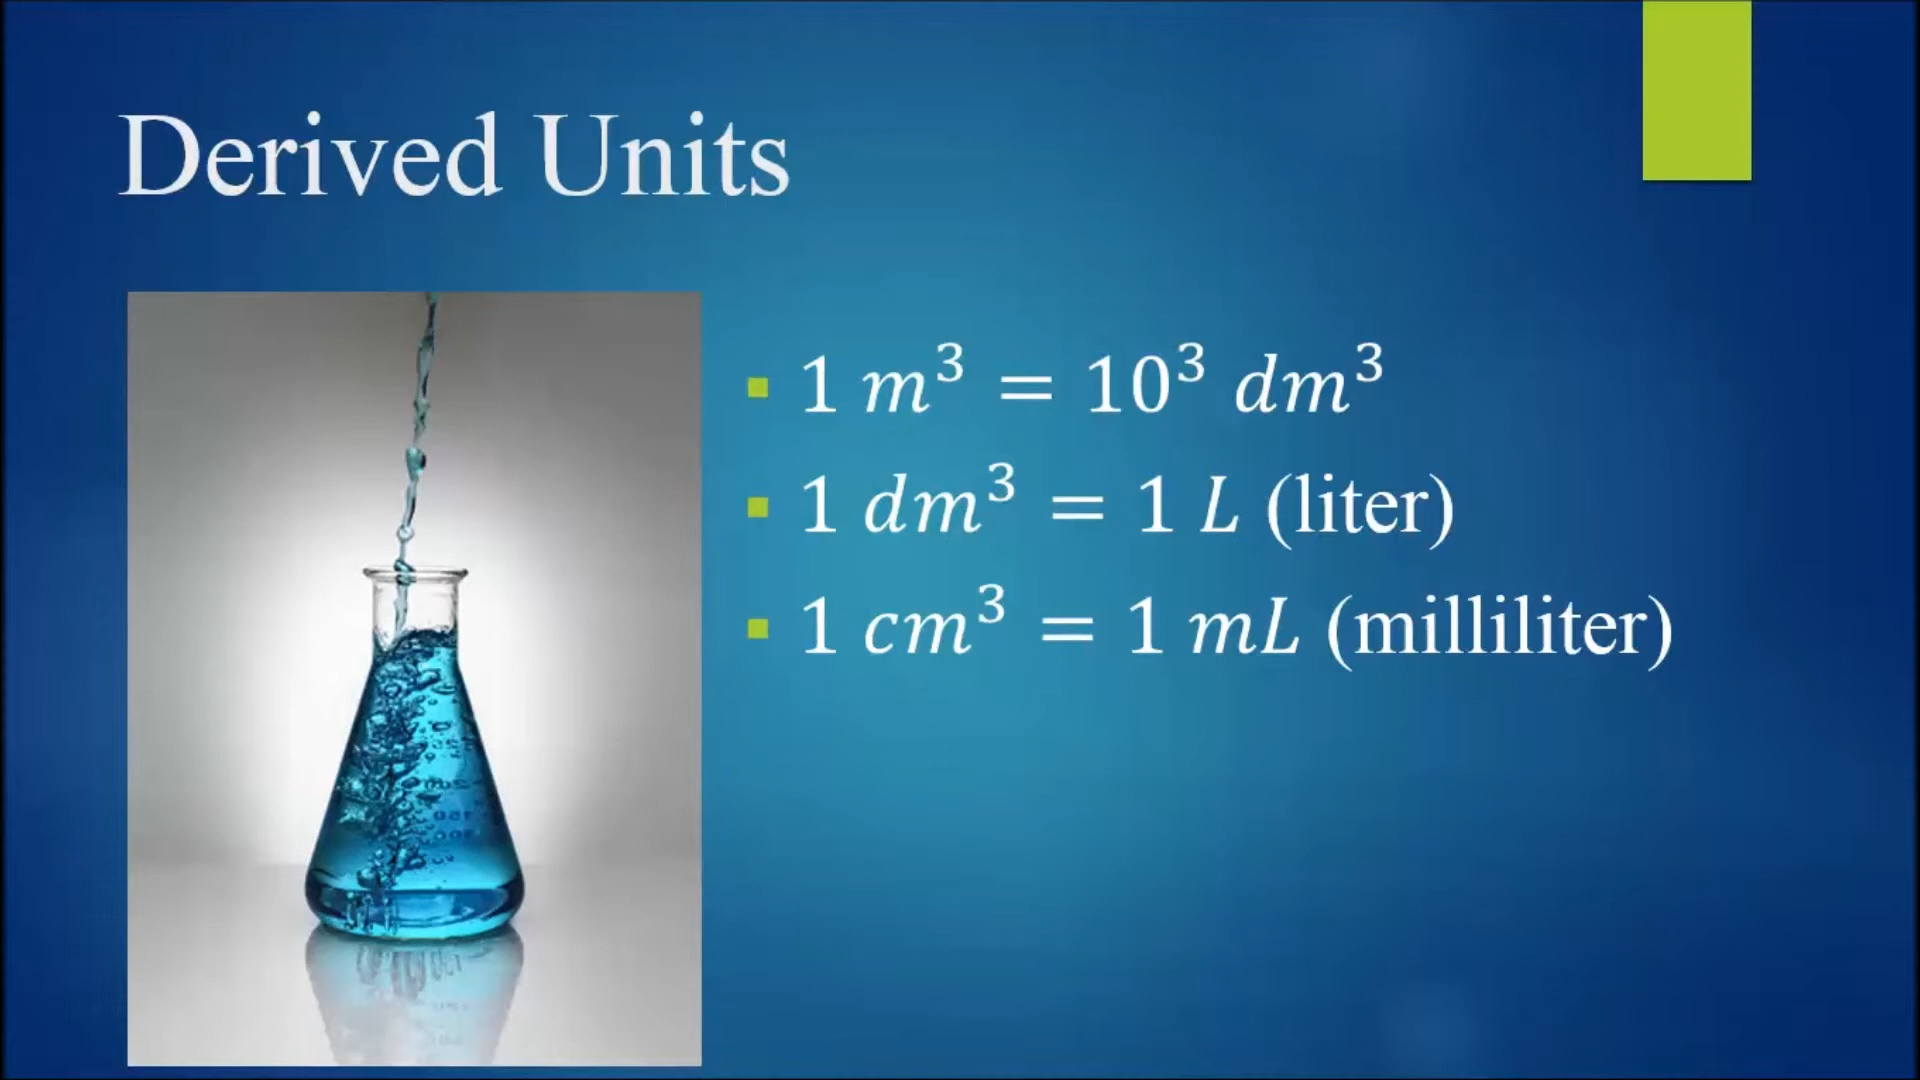 Derived Units
1 m³ = 10³ dm³
1 dm³ = 1 L (liter)
1 cm³ = 1 mL (milliliter)